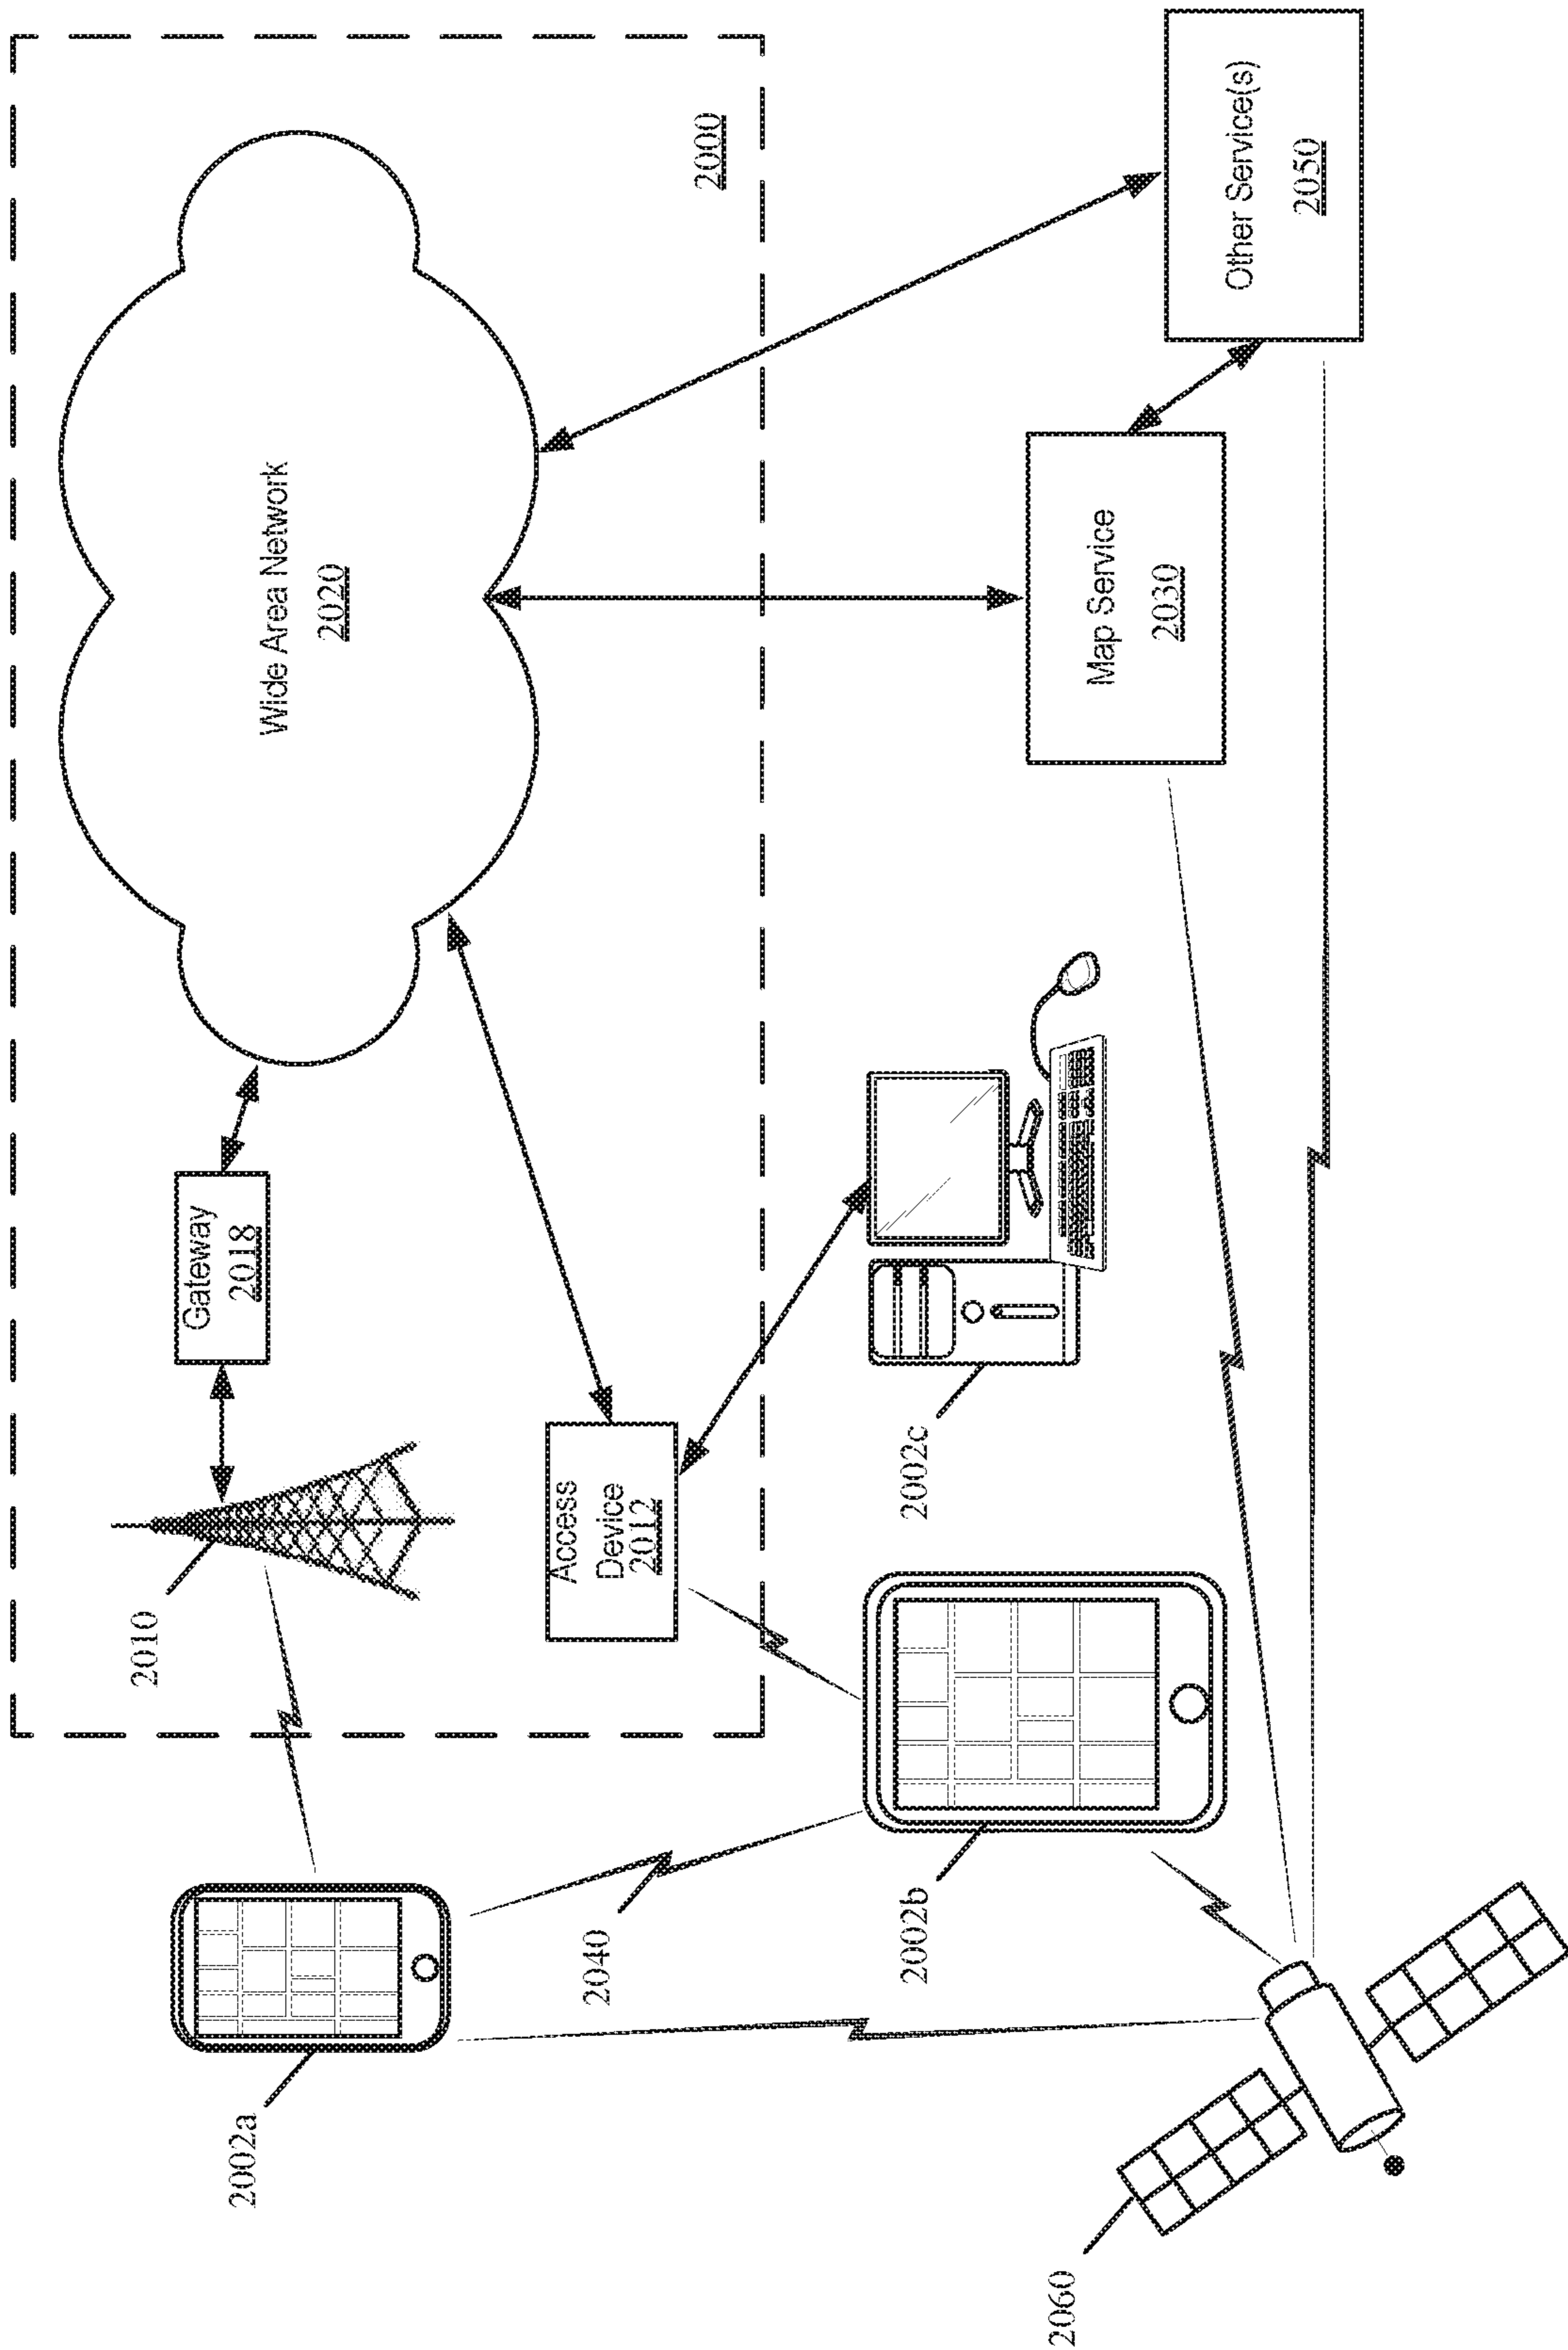 2002a
2010
Gateway
2018
Wide Area Network
2020
2040
Access
Device
2012
2000
2002b
2002c
2060
Map Service
2030
Other Service(s)
2050